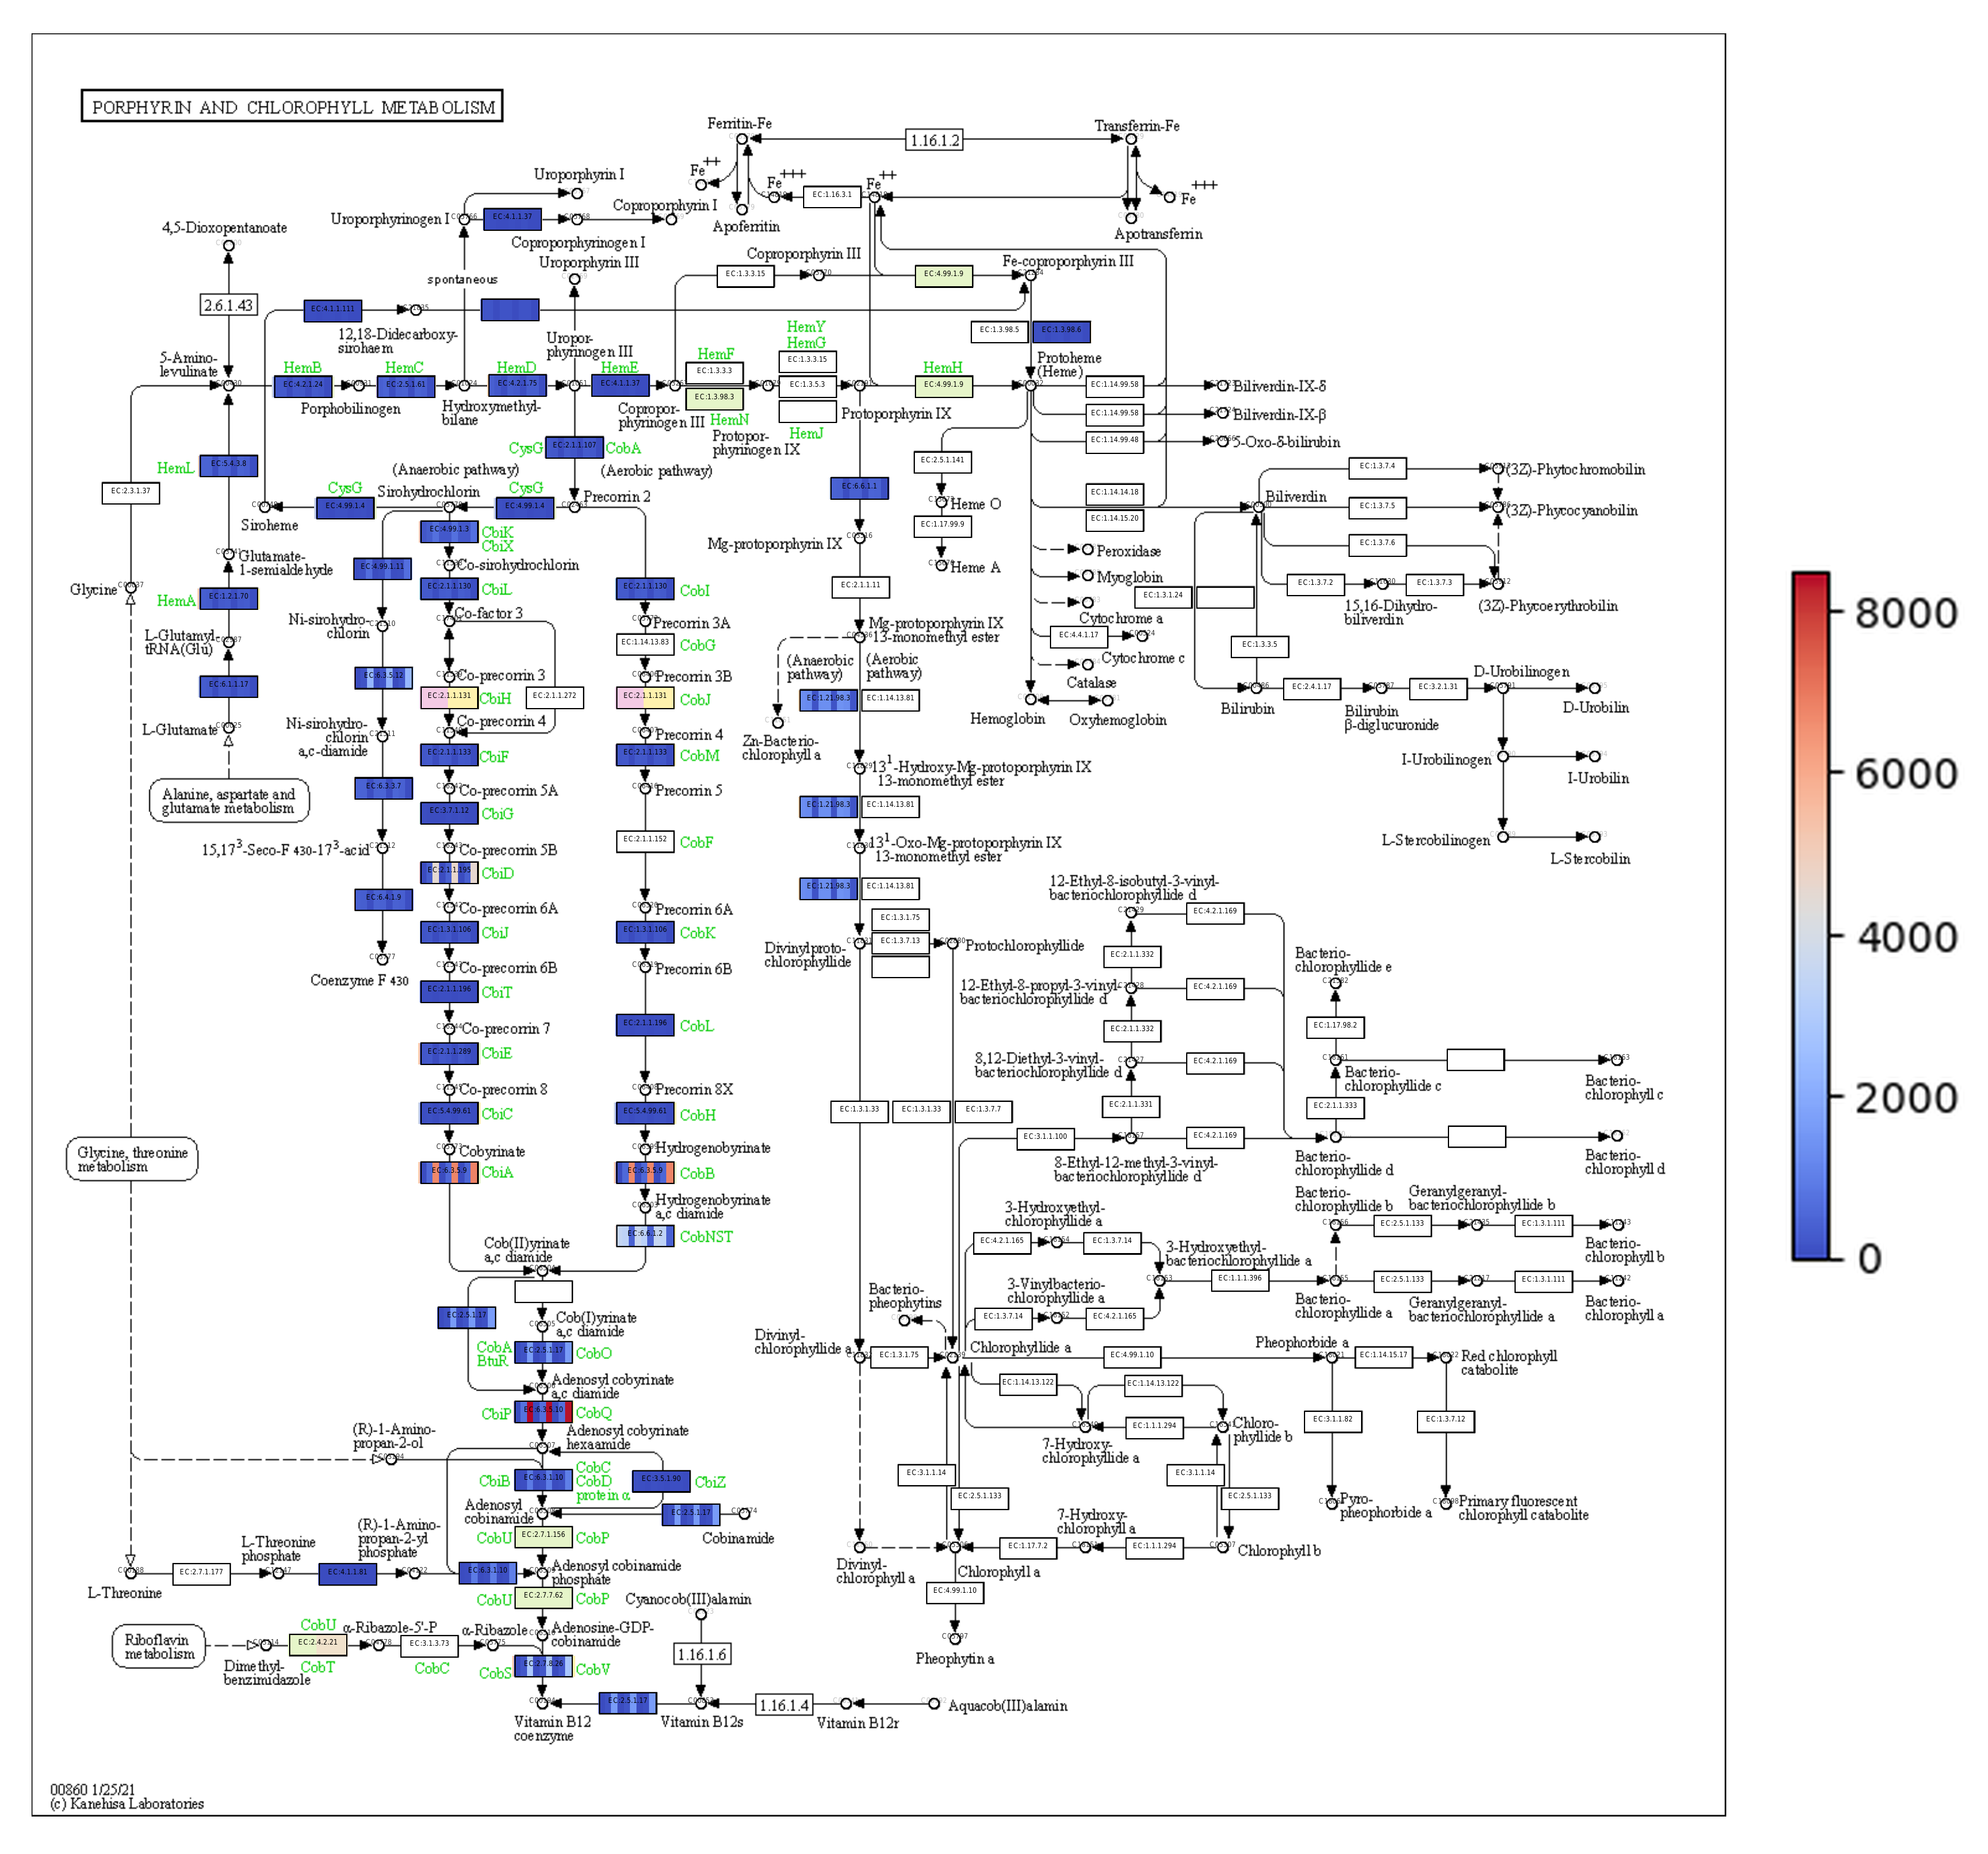 PORPHYRIN AND CHLOROPHYLL METABOLISM
Ferritin-Fe
1.16.1.2
Transferrin-Fe
Fe++
Fe+++
EC:1.16.3.1
Fe++
Fe+++
Apoferritin
Apotransferrin
Uroporphyrin I
Uroporphyrinogen I
EC:4.1.1.37
Coproporphyrin I
Coproporphyrinogen I
4,5-Dioxopentanoate
Uroporphyrin III
spontaneous
Coproporphyrin III
EC:1.3.3.15
EC:4.99.1.9
Fe-coproporphyrin III
2.6.1.43
EC:4.1.1.111
12,18-Didecarboxy-
sirohaem
Uropor-
phyrinogen III
HemY
HemG
EC:1.3.98.5
EC:1.3.98.6
5-Amino-
levulinate
HemB
EC:4.2.1.24
HemC
EC:2.5.1.61
HemD
EC:4.2.1.75
HemE
EC:4.1.1.37
HemF
EC:1.3.3.3
EC:1.3.98.3
HemN
EC:1.3.3.15
EC:1.3.5.3
HemJ
HemH
EC:4.99.1.9
Protoheme
(Heme)
Porphobilinogen
Hydroxymethyl-
bilane
Copropor-
phyrinogen III
Protopor-
phyrinogen IX
Protoporphyrin IX
EC:1.14.99.58
Biliverdin-IX-δ
EC:1.14.99.58
Biliverdin-IX-β
EC:1.14.99.48
5-Oxo-δ-bilirubin
CysG
EC:2.1.1.107
CobA
HemL
EC:5.4.3.8
(Anaerobic pathway)
(Aerobic pathway)
EC:2.3.1.37
CysG
EC:4.99.1.4
Sirohydrochlorin
CysG
EC:4.99.1.4
Precorrin 2
Siroheme
EC:6.6.1.1
EC:2.5.1.141
Heme O
EC:1.17.99.9
Heme A
EC:1.14.14.18
EC:1.14.15.20
Biliverdin
EC:1.3.7.4
(3Z)-Phytochromobilin
EC:1.3.7.5
(3Z)-Phycocyanobilin
EC:1.3.7.6
EC:1.3.7.2
EC:1.3.7.3
15,16-Dihydro-
biliverdin
(3Z)-Phycoerythrobilin
EC:4.99.1.3
CbiK
CbiX
Co-sirohydrochlorin
Mg-protoporphyrin IX
Peroxidase
Myoglobin
Cytochrome a
EC:1.3.1.24
EC:4.4.1.17
Cytochrome c
Catalase
Hemoglobin
Oxyhemoglobin
Glutamate-
1-semialdehyde
EC:4.99.1.11
Glycine
HemA
EC:1.2.1.70
EC:2.1.1.130
CbiL
EC:2.1.1.130
CobI
EC:2.1.1.11
Ni-sirohydro-
chlorin
Co-factor 3
Precorrin 3A
EC:1.14.13.83
CobG
Mg-protoporphyrin IX
13-monomethyl ester
L-Glutamyl-
tRNA(Glu)
EC:1.3.3.5
(Anaerobic
pathway)
(Aerobic
pathway)
EC:6.1.1.17
EC:6.3.5.12
Co-precorrin 3
Precorrin 3B
EC:2.1.1.131
CbiH
EC:2.1.1.272
EC:2.1.1.131
CobJ
EC:1.21.98.3
EC:1.14.13.81
Bilirubin
EC:2.4.1.17
Bilirubin
β-diglucuronide
EC:3.2.1.31
D-Urobilinogen
D-Urobilin
L-Glutamate
Ni-sirohydro-
chlorin
a,c-diamide
Co-precorrin 4
Precorrin 4
Zn-Bacterio-
chlorophyll a
EC:2.1.1.133
CbiF
EC:2.1.1.133
CobM
I-Urobilinogen
I-Urobilin
Alanine, aspartate and
glutamate metabolism
EC:6.3.3.7
Co-precorrin 5A
Precorrin 5
13¹-Hydroxy-Mg-protoporphyrin IX
13-monomethyl ester
EC:3.7.1.12
CbiG
EC:1.21.98.3
EC:1.14.13.81
15,17³-Seco-F 430-17³-acid
Co-precorrin 5B
EC:2.1.1.152
CobF
13¹-Oxo-Mg-protoporphyrin IX
13-monomethyl ester
L-Stercobilinogen
L-Stercobilin
EC:2.1.1.195
CbiD
EC:6.4.1.9
EC:1.21.98.3
EC:1.14.13.81
Co-precorrin 6A
Precorrin 6A
EC:1.3.1.106
CbiJ
EC:1.3.1.106
CobK
EC:1.3.1.75
EC:1.3.7.13
Divinylproto-
chlorophyllide
Protochlorophyllide
Coenzyme F 430
Co-precorrin 6B
Precorrin 6B
EC:2.1.1.196
CbiT
Co-precorrin 7
EC:2.1.1.196
CobL
EC:2.1.1.289
CbiE
Co-precorrin 8
Precorrin 8X
EC:5.4.99.61
CbiC
EC:5.4.99.61
CobH
12-Ethyl-8-isobutyl-3-vinyl-
bacteriochlorophyllide d
EC:4.2.1.169
EC:2.1.1.332
12-Ethyl-8-propyl-3-vinyl-
bacteriochlorophyllide d
EC:4.2.1.169
EC:2.1.1.332
8,12-Diethyl-3-vinyl-
bacteriochlorophyllide d
EC:4.2.1.169
EC:2.1.1.331
Bacterio-
chlorophyllide e
EC:1.17.98.2
Bacterio-
chlorophyllide c
Bacterio-
chlorophyll c
EC:2.1.1.333
EC:1.3.1.33
EC:1.3.1.33
EC:1.3.7.7
EC:3.1.1.100
EC:4.2.1.169
8-Ethyl-12-methyl-3-vinyl-
bacteriochlorophyllide d
Bacterio-
chlorophyllide d
Bacterio-
chlorophyll d
Glycine, threonine
metabolism
Cobyrinate
Hydrogenobyrinate
EC:6.3.5.9
CbiA
EC:6.3.5.9
CobB
Hydrogenobyrinate
a,c diamide
EC:6.6.1.2
CobNST
Cob(II)yrinate
a,c diamide
3-Hydroxyethyl-
chlorophyllide a
EC:4.2.1.165
EC:1.3.7.14
3-Hydroxyethyl-
bacteriochlorophyllide a
3-Vinylbacterio-
chlorophyllide a
EC:1.3.7.14
EC:4.2.1.165
EC:1.1.1.396
Bacterio-
chlorophyllide b
EC:2.5.1.133
Geranylgeranyl-
bacteriochlorophyllide b
EC:1.3.1.111
Bacterio-
chlorophyll b
Bacterio-
chlorophyllide a
EC:2.5.1.133
Geranylgeranyl-
bacteriochlorophyllide a
EC:1.3.1.111
Bacterio-
chlorophyll a
EC:2.5.1.17
Cob(I)yrinate
a,c diamide
CobA
BtuR
EC:2.5.1.17
CobO
Bacterio-
pheophytins
Divinyl-
chlorophyllide a
EC:1.3.1.75
Chlorophyllide a
EC:4.99.1.10
Pheophorbide a
EC:1.14.15.17
Red chlorophyll
catabolite
Adenosyl cobyrinate
a,c diamide
CbiP
EC:6.3.5.10
CobQ
EC:1.14.13.122
EC:1.14.13.122
EC:1.1.1.294
7-Hydroxy-
chlorophyllide a
Chloro-
phyllide b
EC:3.1.1.82
EC:1.3.7.12
(R)-1-Amino-
propan-2-ol
Adenosyl cobyrinate
hexaamide
CbiB
EC:6.3.1.10
CobC
CobD
protein α
EC:3.5.1.90
CbiZ
EC:3.1.1.14
EC:2.5.1.133
EC:3.1.1.14
EC:2.5.1.133
Pyro-
pheophorbide a
Primary fluorescent
chlorophyll catabolite
Adenosyl
cobinamide
EC:2.5.1.17
Cobinamide
CobU
EC:2.7.1.156
CobP
7-Hydroxy-
chlorophyll a
EC:1.17.7.2
EC:1.1.1.294
Chlorophyll b
L-Threonine
EC:2.7.1.177
L-Threonine
phosphate
EC:4.1.1.81
(R)-1-Amino-
propan-2-yl
phosphate
EC:6.3.1.10
Adenosyl cobinamide
phosphate
Divinyl-
chlorophyll a
Chlorophyll a
CobU
EC:2.7.7.62
CobP
Cyanocob(III)alamin
EC:4.99.1.10
Riboflavin
metabolism
CobU
EC:2.4.2.21
CobT
Dimethyl-
benzimidazole
α-Ribazole-5'-P
EC:3.1.3.73
CobC
α-Ribazole
Adenosine-GDP-
cobinamide
1.16.1.6
Pheophytin a
CobS
EC:2.7.8.26
CobV
EC:2.5.1.17
1.16.1.4
Aquacob(III)alamin
Vitamin B12
coenzyme
Vitamin B12s
Vitamin B12r
00860 1/25/21
(c) Kanehisa Laboratories
8000
6000
4000
2000
0